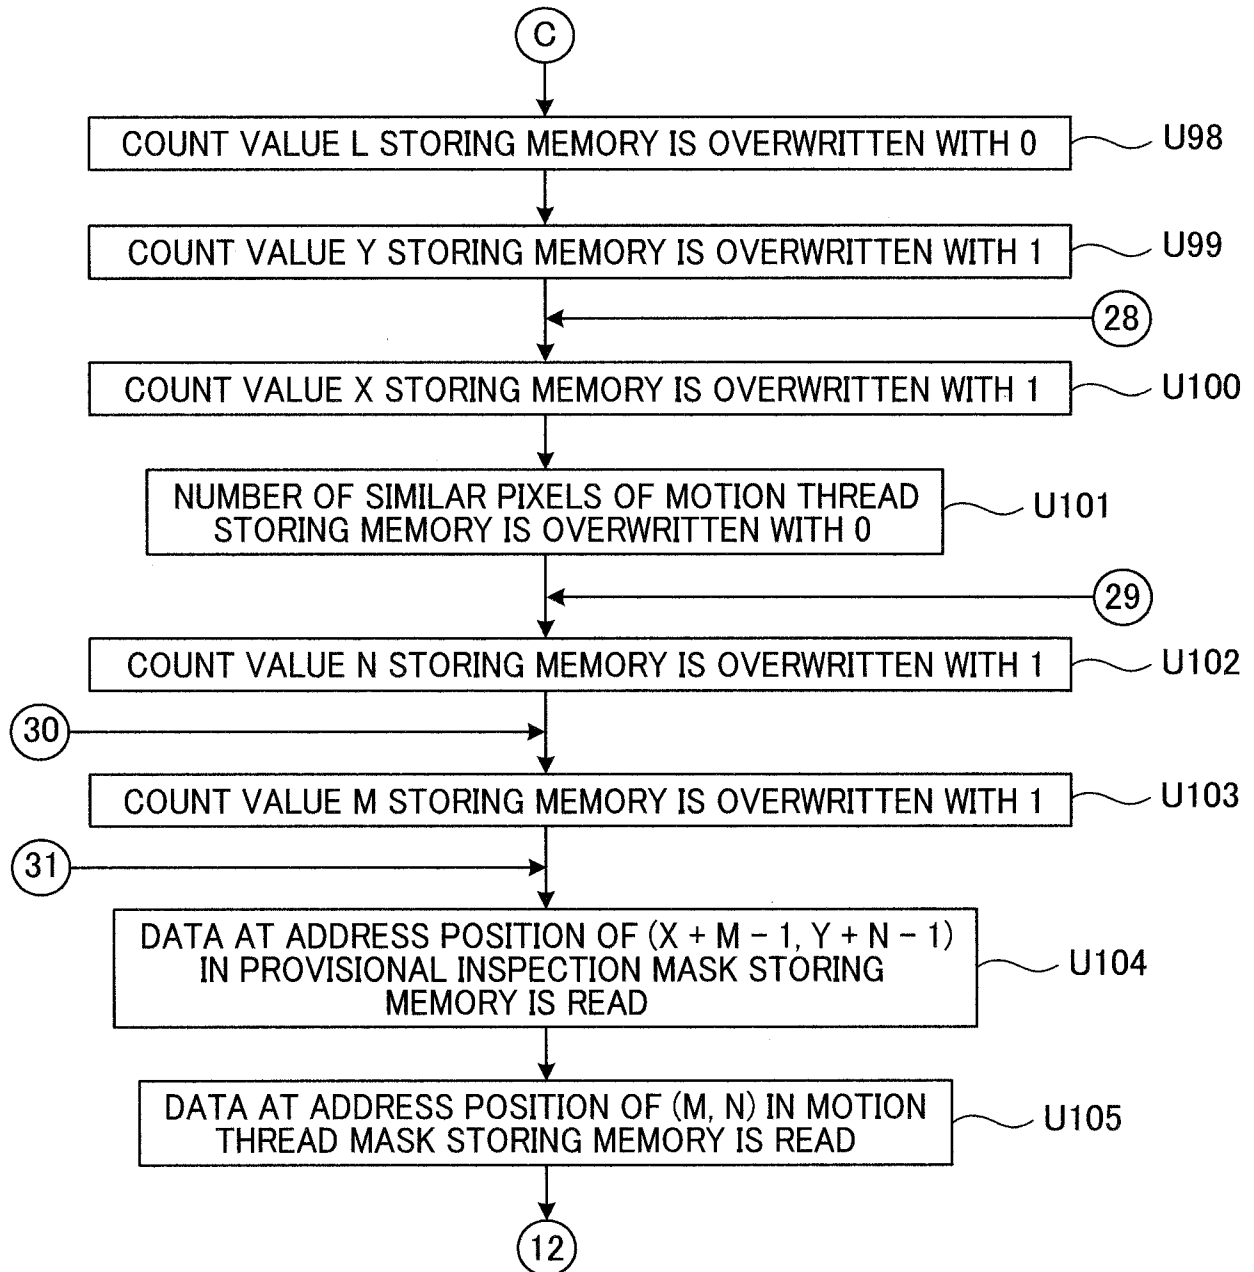 C
COUNT VALUE L STORING MEMORY IS OVERWRITTEN WITH 0
U98
COUNT VALUE Y STORING MEMORY IS OVERWRITTEN WITH 1
U99
28
COUNT VALUE X STORING MEMORY IS OVERWRITTEN WITH 1
U100
NUMBER OF SIMILAR PIXELS OF MOTION THREAD
STORING MEMORY IS OVERWRITTEN WITH 0
U101
29
COUNT VALUE N STORING MEMORY IS OVERWRITTEN WITH 1
U102
30
COUNT VALUE M STORING MEMORY IS OVERWRITTEN WITH 1
U103
31
DATA AT ADDRESS POSITION OF (X + M − 1, Y + N − 1)
IN PROVISIONAL INSPECTION MASK STORING
MEMORY IS READ
U104
DATA AT ADDRESS POSITION OF (M, N) IN MOTION
THREAD MASK STORING MEMORY IS READ
U105
12